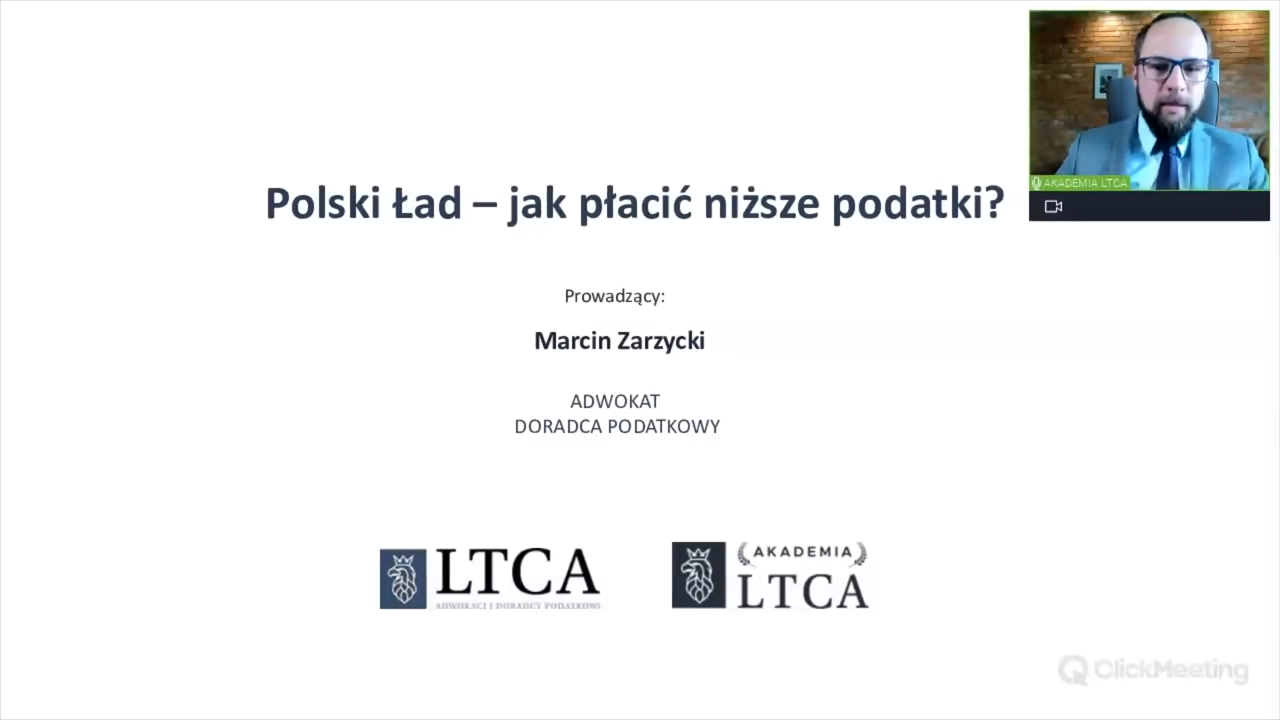 Polski Ład – jak płacić niższe podatki?
AKADEMIA LTCA
Prowadzący:
Marcin Zarzycki
ADWOKAT
DORADCA PODATKOWY
LTCA
ADWOKACI I DORADCY PODATKOWI
AKADEMIA
LTCA
ClickMeeting